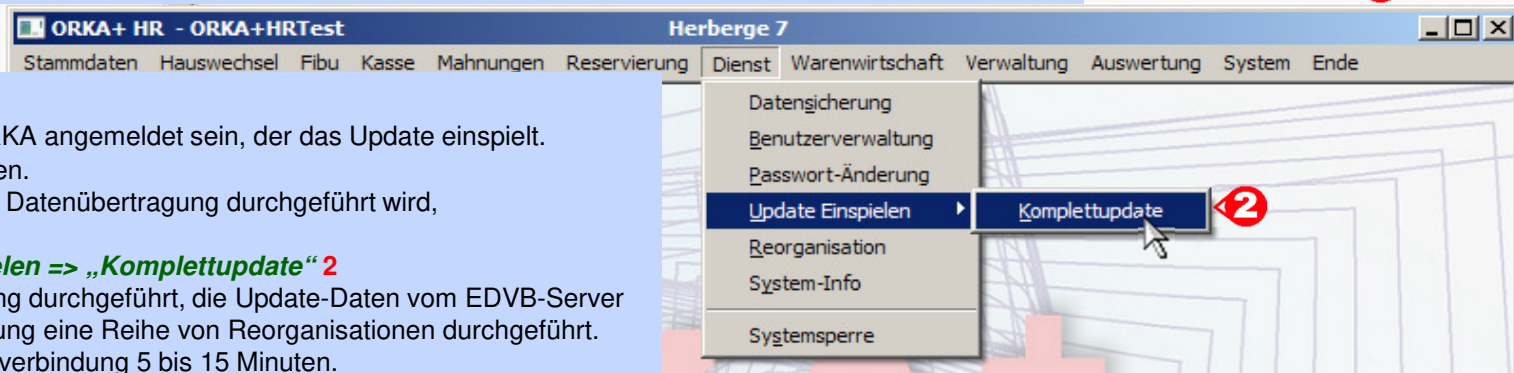 ORKA+ HR - ORKA+HRTest Herberge 7
Stammdaten Hauswechsel Fibu Kasse Mahnungen Reservierung Dienst Warenwirtschaft Verwaltung Auswertung System Ende
KA angemeldet sein, der das Update einspielt.
en.
Datenübertragung durchgeführt wird,
elen => „Komplettupdate“ 2
ng durchgeführt, die Update-Daten vom EDVB-Server
ung eine Reihe von Reorganisationen durchgeführt.
verbindung 5 bis 15 Minuten.
Datensicherung
Benutzerverwaltung
Passwort-Änderung
Update Einspielen
Komplettupdate
2
Reorganisation
System-Info
Systemsperre